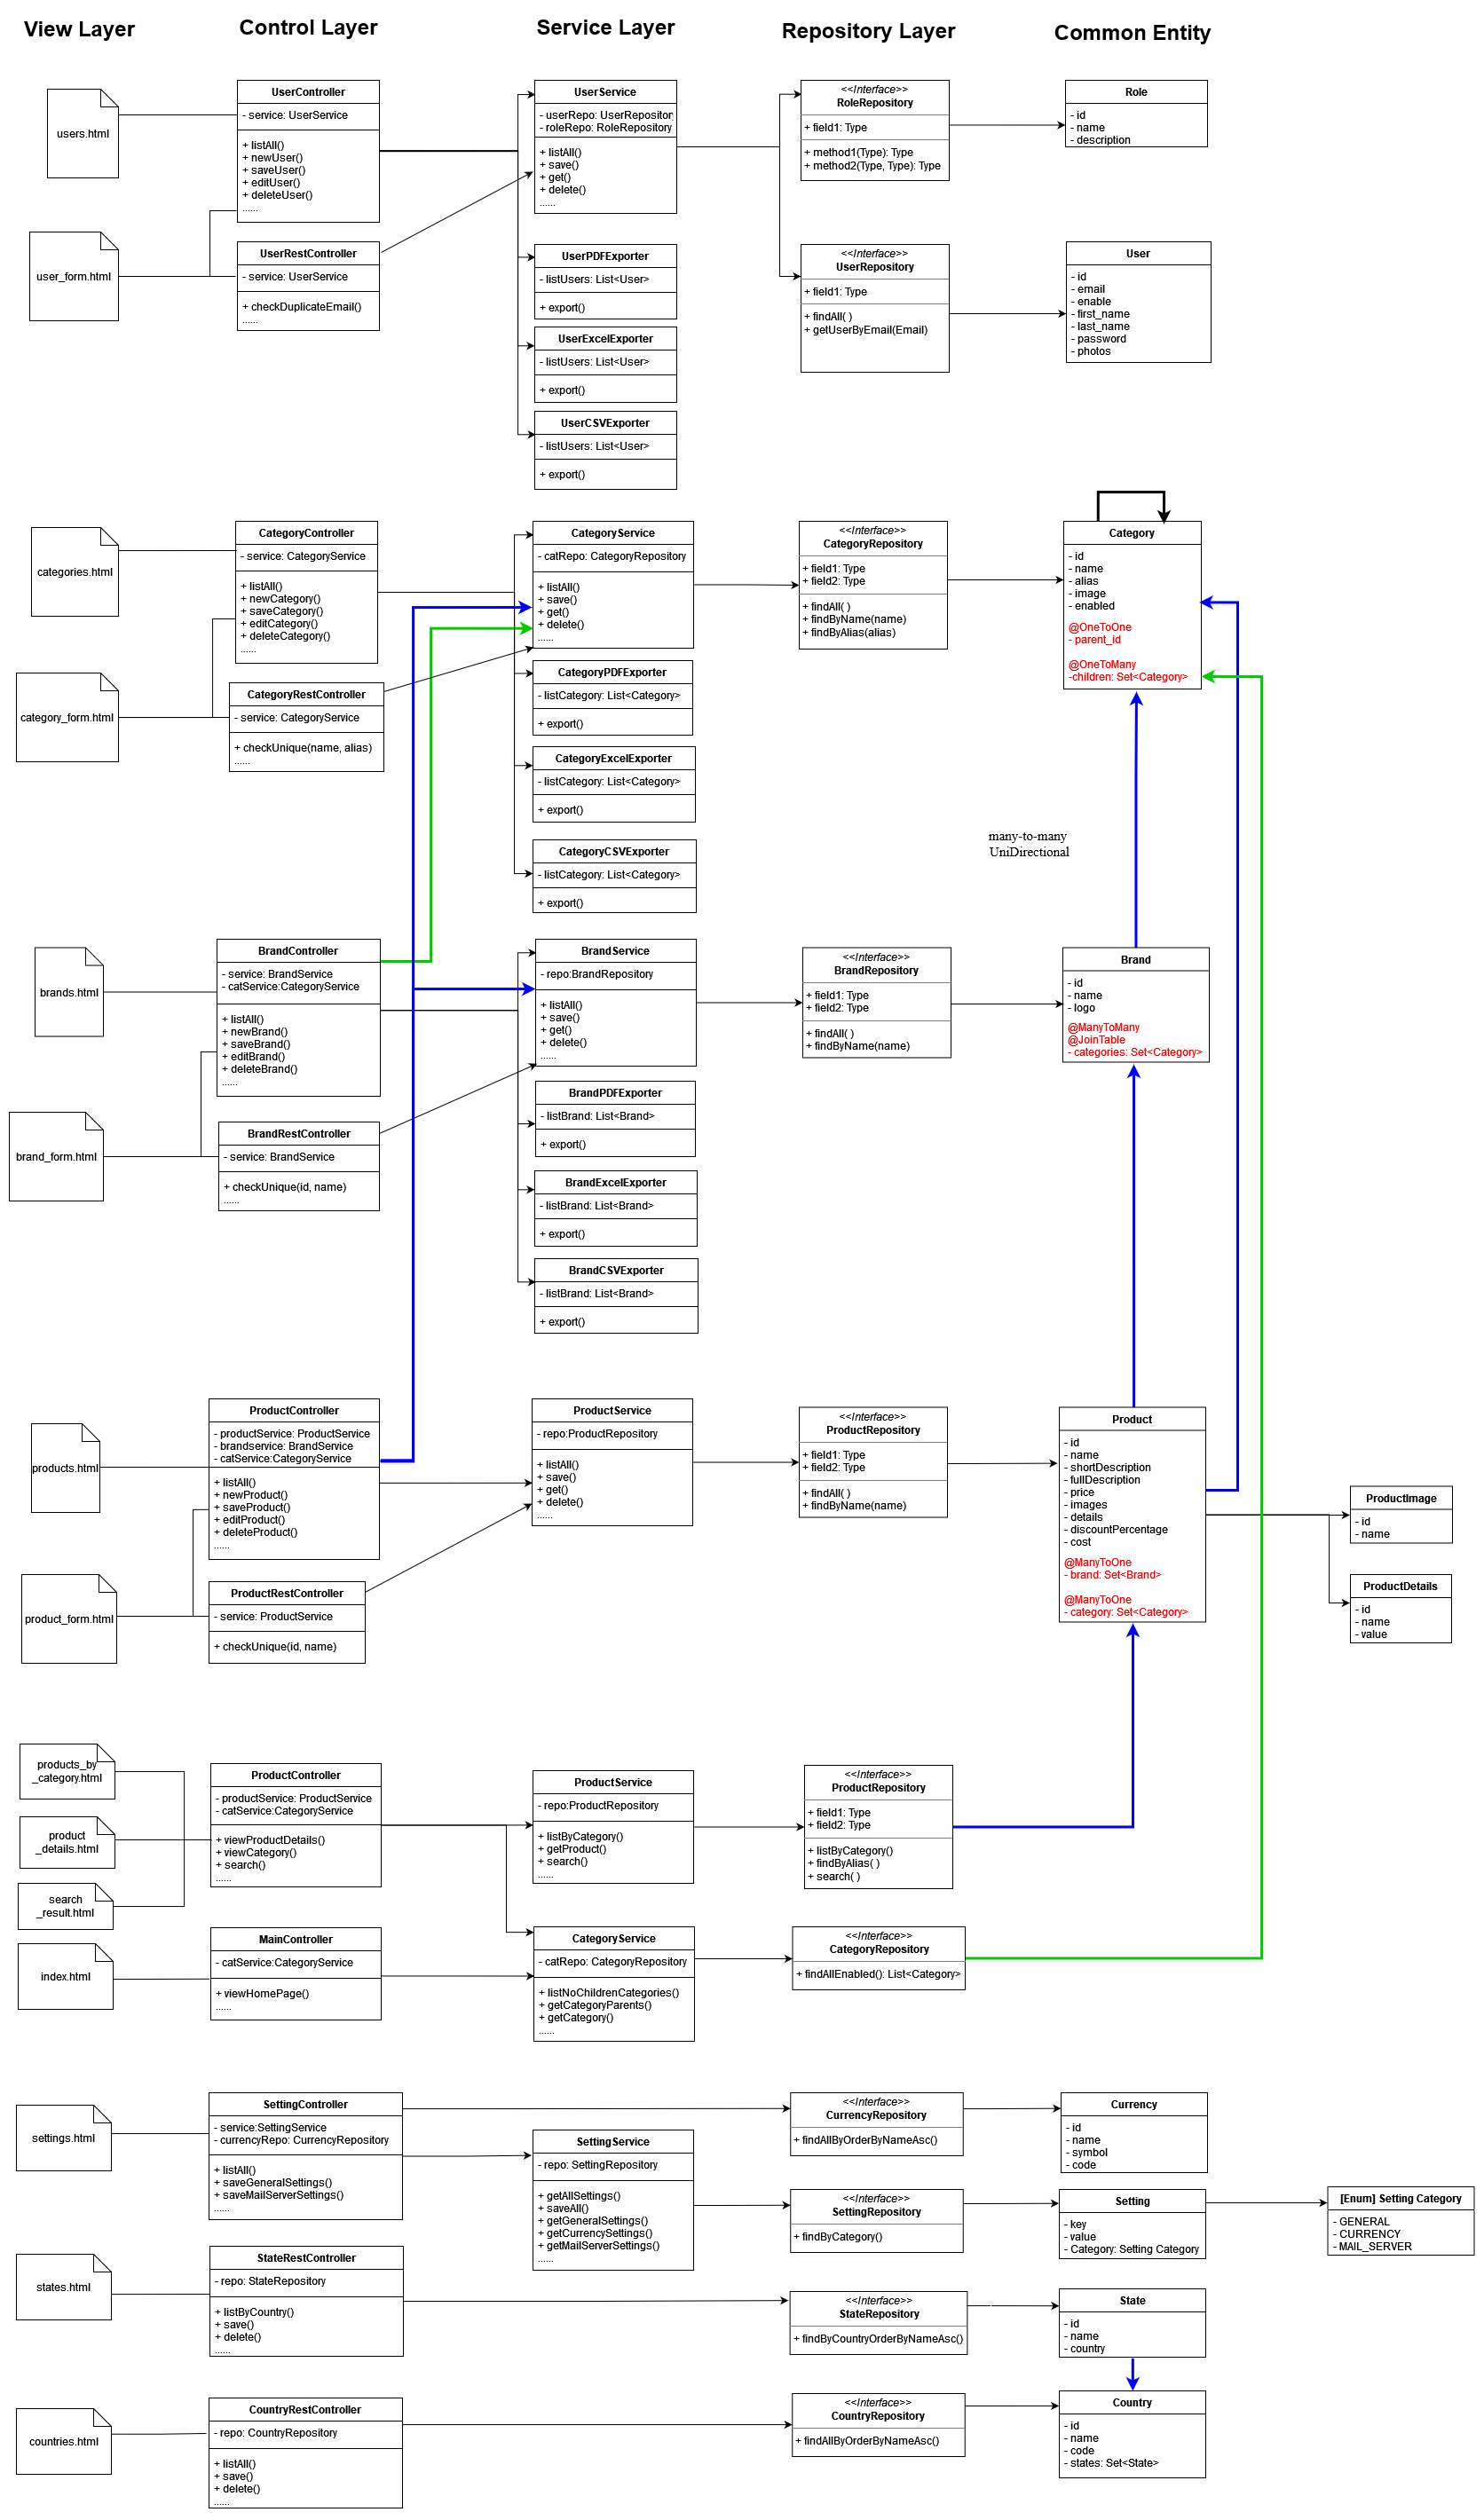 View Layer
Control Layer
Service Layer
Repository Layer
Common Entity
users.html
user_form.html
UserController
- service: UserService
+ listAll()
+ newUser()
+ saveUser()
+ editUser()
+ deleteUser()
......
UserRestController
- service: UserService
+ checkDuplicateEmail()
......
UserService
- userRepo: UserRepository
- roleRepo: RoleRepository
+ listAll()
+ save()
+ get()
+ delete()
......
UserPDFExporter
- listUsers: List<User>
+ export()
UserExcelExporter
- listUsers: List<User>
+ export()
UserCSVExporter
- listUsers: List<User>
+ export()
<<Interface>>
RoleRepository
+ field1: Type
+ method1(Type): Type
+ method2(Type, Type): Type
<<Interface>>
UserRepository
+ field1: Type
+ findAll( )
+ getUserByEmail(Email)
Role
- id
- name
- description
User
- id
- email
- enable
- first_name
- last_name
- password
- photos
categories.html
category_form.html
CategoryController
- service: CategoryService
+ listAll()
+ newCategory()
+ saveCategory()
+ editCategory()
+ deleteCategory()
......
CategoryRestController
- service: CategoryService
+ checkUnique(name, alias)
......
CategoryService
- catRepo: CategoryRepository
+ listAll()
+ save()
+ get()
+ delete()
......
CategoryPDFExporter
- listCategory: List<Category>
+ export()
CategoryExcelExporter
- listCategory: List<Category>
+ export()
CategoryCSVExporter
- listCategory: List<Category>
+ export()
<<Interface>>
CategoryRepository
+ field1: Type
+ field2: Type
+ findAll( )
+ findByName(name)
+ findByAlias(alias)
Category
- id
- name
- alias
- image
- enabled
@OneToOne
- parent_id
@OneToMany
-children: Set<Category>
many-to-many
UniDirectional
brands.html
brand_form.html
BrandController
- service: BrandService
- catService:CategoryService
+ listAll()
+ newBrand()
+ saveBrand()
+ editBrand()
+ deleteBrand()
......
BrandRestController
- service: BrandService
+ checkUnique(id, name)
......
BrandService
- repo:BrandRepository
+ listAll()
+ save()
+ get()
+ delete()
......
BrandPDFExporter
- listBrand: List<Brand>
+ export()
BrandExcelExporter
- listBrand: List<Brand>
+ export()
BrandCSVExporter
- listBrand: List<Brand>
+ export()
<<Interface>>
BrandRepository
+ field1: Type
+ field2: Type
+ findAll( )
+ findByName(name)
Brand
- id
- name
- logo
@ManyToMany
@JoinTable
- categories: Set<Category>
products.html
product_form.html
ProductController
- productService: ProductService
- brandservice: BrandService
- catService:CategoryService
+ listAll()
+ newProduct()
+ saveProduct()
+ editProduct()
+ deleteProduct()
......
ProductRestController
- service: ProductService
+ checkUnique(id, name)
ProductService
- repo:ProductRepository
+ listAll()
+ save()
+ get()
+ delete()
......
<<Interface>>
ProductRepository
+ field1: Type
+ field2: Type
+ findAll( )
+ findByName(name)
Product
- id
- name
- shortDescription
- fullDescription
- price
- images
- details
- discountPercentage
- cost
@ManyToOne
- brand: Set<Brand>
@ManyToOne
- category: Set<Category>
ProductImage
- id
- name
ProductDetails
- id
- name
- value
products_by
_category.html
product
_details.html
search
_result.html
index.html
ProductController
- productService: ProductService
- catService:CategoryService
+ viewProductDetails()
+ viewCategory()
+ search()
......
MainController
- catService:CategoryService
+ viewHomePage()
......
ProductService
- repo:ProductRepository
+ listByCategory()
+ getProduct()
+ search()
......
CategoryService
- catRepo: CategoryRepository
+ listNoChildrenCategories()
+ getCategoryParents()
+ getCategory()
......
<<Interface>>
ProductRepository
+ field1: Type
+ field2: Type
+ listByCategory()
+ findByAlias( )
+ search( )
<<Interface>>
CategoryRepository
+ findAllEnabled(): List<Category>
settings.html
states.html
countries.html
SettingController
- service:SettingService
- currencyRepo: CurrencyRepository
+ listAll()
+ saveGeneralSettings()
+ saveMailServerSettings()
......
StateRestController
- repo: StateRepository
+ listByCountry()
+ save()
+ delete()
......
CountryRestController
- repo: CountryRepository
+ listAll()
+ save()
+ delete()
......
SettingService
- repo: SettingRepository
+ getAllSettings()
+ saveAll()
+ getGeneralSettings()
+ getCurrencySettings()
+ getMailServerSettings()
......
<<Interface>>
CurrencyRepository
+ findAllByOrderByNameAsc()
<<Interface>>
SettingRepository
+ findByCategory()
<<Interface>>
StateRepository
+ findByCountryOrderByNameAsc()
<<Interface>>
CountryRepository
+ findAllByOrderByNameAsc()
Currency
- id
- name
- symbol
- code
Setting
- key
- value
- Category: Setting Category
[Enum] Setting Category
- GENERAL
- CURRENCY
- MAIL_SERVER
State
- id
- name
- country
Country
- id
- name
- code
- states: Set<State>